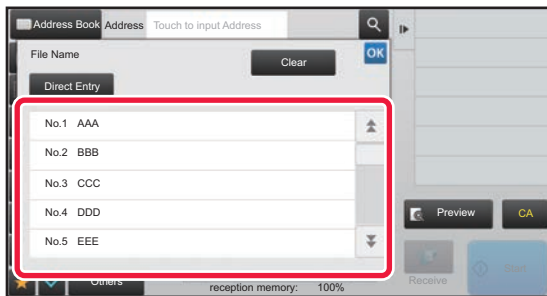 Address Book Address Touch to input Address
File Name
Clear
OK
Direct Entry
No.1 AAA
No.2 BBB
No.3 CCC
No.4 DDD
No.5 EEE
Preview
CA
Others
reception memory: 100%
Receive
Start